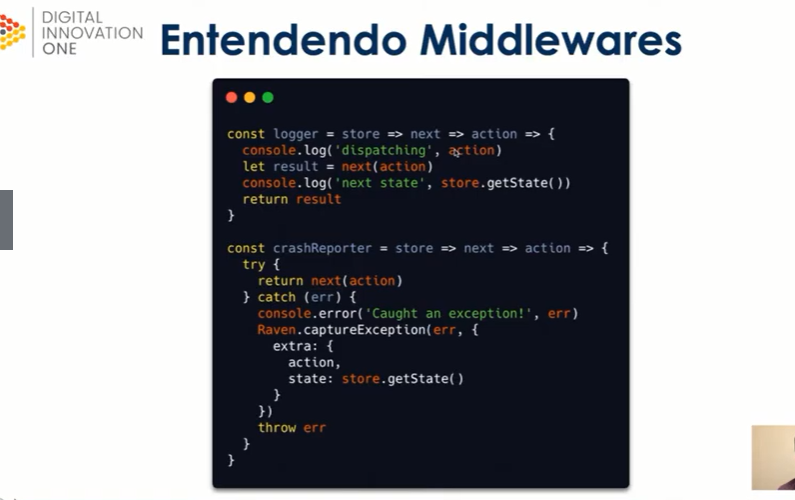 DIGITAL
INNOVATION
ONE
Entendendo Middlewares
const logger = store => next => action => {
  console.log('dispatching', action)
  let result = next(action)
  console.log('next state', store.getState())
  return result
}

const crashReporter = store => next => action => {
  try {
    return next(action)
  } catch (err) {
    console.error('Caught an exception!', err)
    Raven.captureException(err, {
      extra: {
        action,
        state: store.getState()
      }
    })
    throw err
  }
}